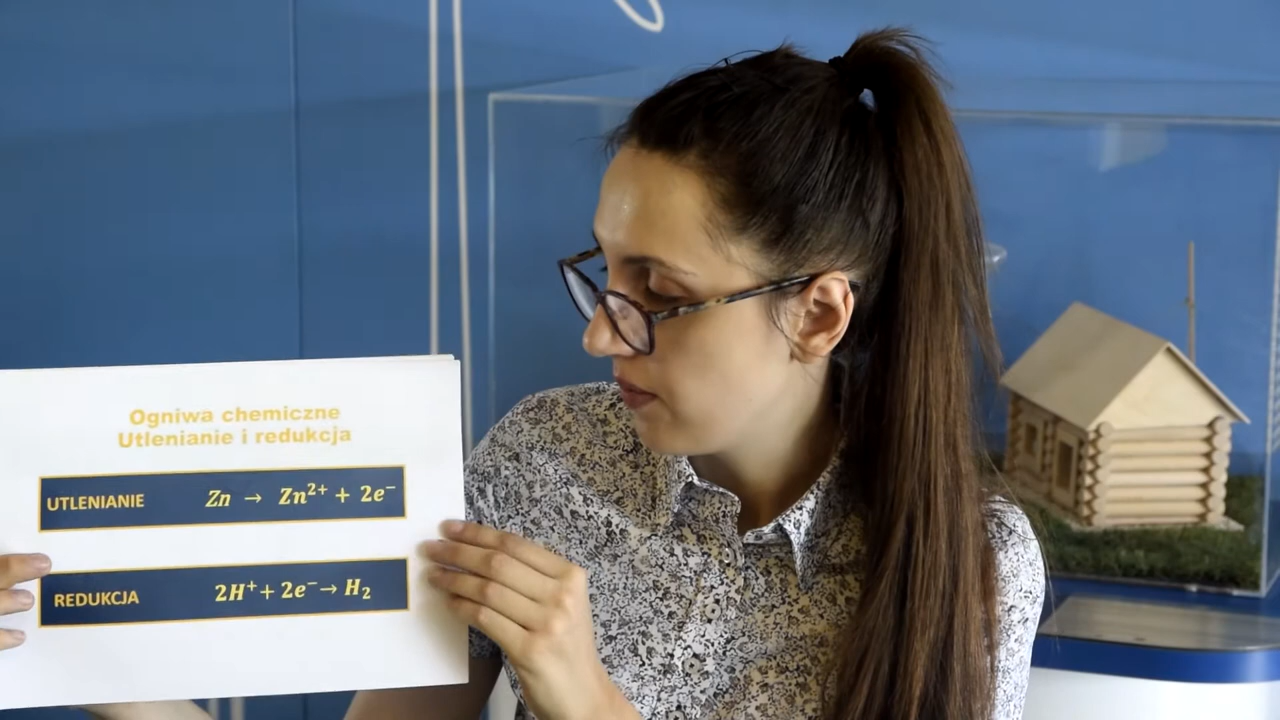 Ogniwa chemiczne
Utlenianie i redukcja
UTLENIANIE Zn → Zn²⁺ + 2e⁻
REDUKCJA 2H⁺ + 2e⁻ → H₂